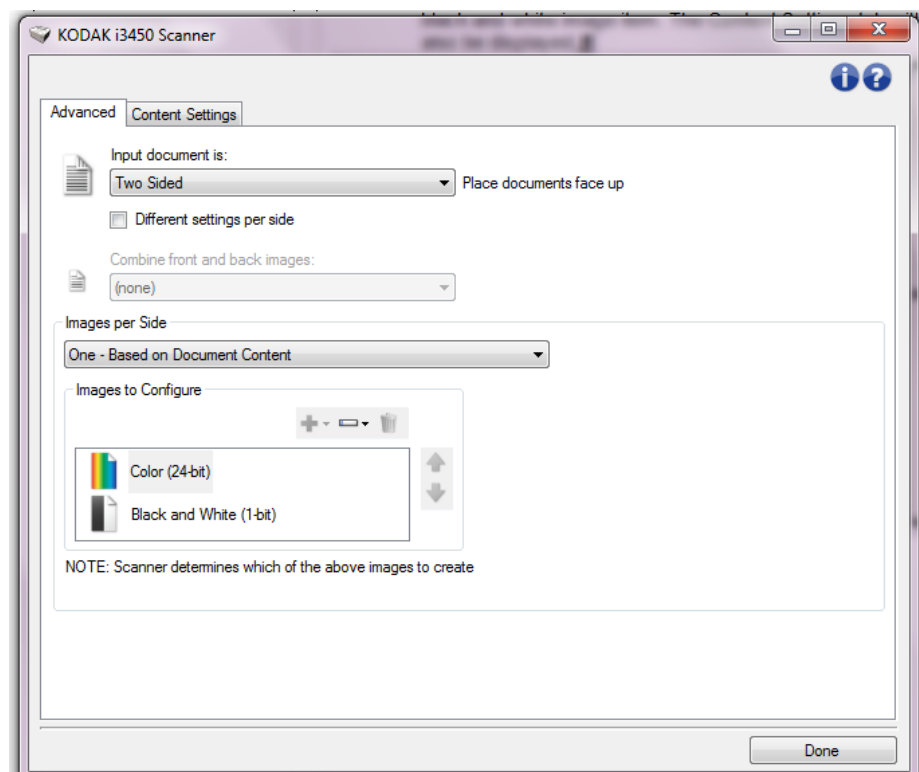 KODAK i3450 Scanner
Advanced
Content Settings
Input document is:
Two Sided
Place documents face up
Different settings per side
Combine front and back images:
(none)
Images per Side
One - Based on Document Content
Images to Configure
Color (24-bit)
Black and White (1-bit)
NOTE: Scanner determines which of the above images to create
Done